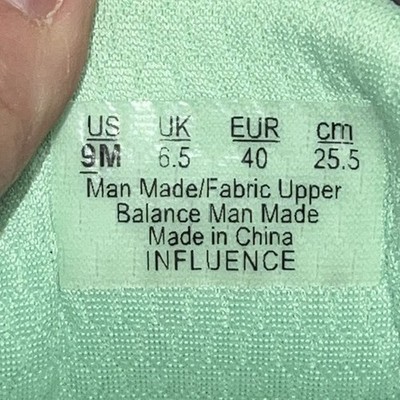 US UK EUR cm
9M 6.5 40 25.5
Man Made/Fabric Upper
Balance Man Made
Made in China
INFLUENCE